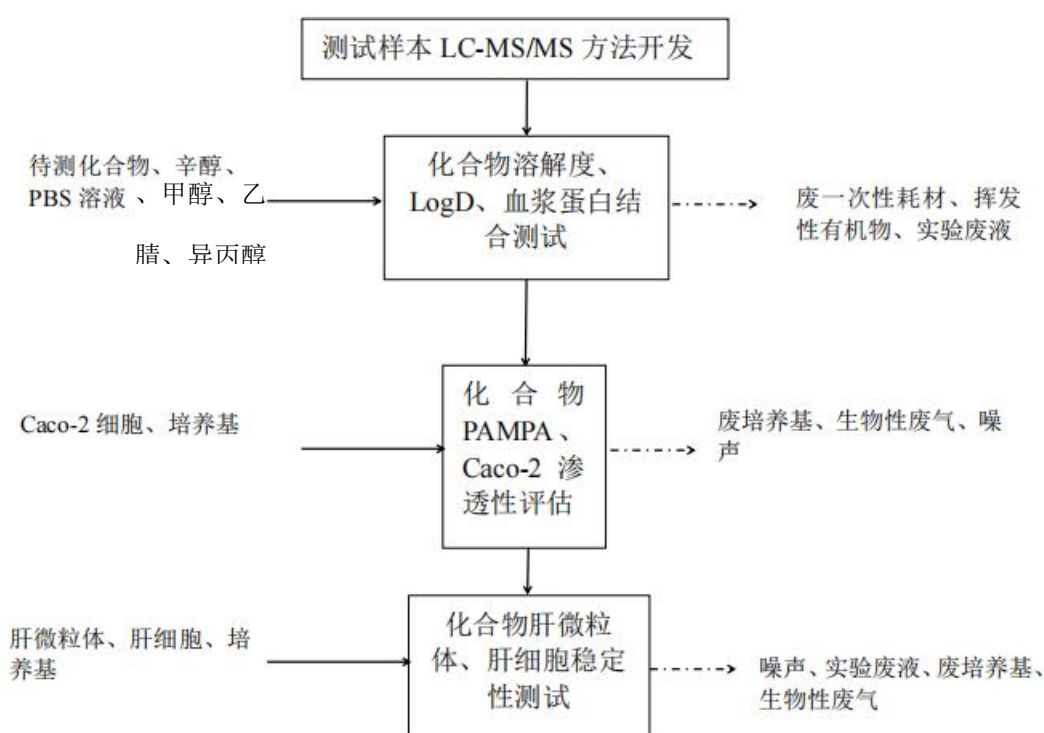 测试样本 LC-MS/MS 方法开发
待测化合物、辛醇、
PBS 溶液 、甲醇、乙
腈、异丙醇
化合物溶解度、
LogD、血浆蛋白结
合测试
废一次性耗材、挥发
性有机物、实验废液
Caco-2 细胞、培养基
化合物
PAMPA、
Caco-2 渗
透性评估
废培养基、生物性废气、噪
声
肝微粒体、肝细胞、培
养基
化合物肝微粒
体、肝细胞稳定
性测试
噪声、实验废液、废培养基、
生物性废气